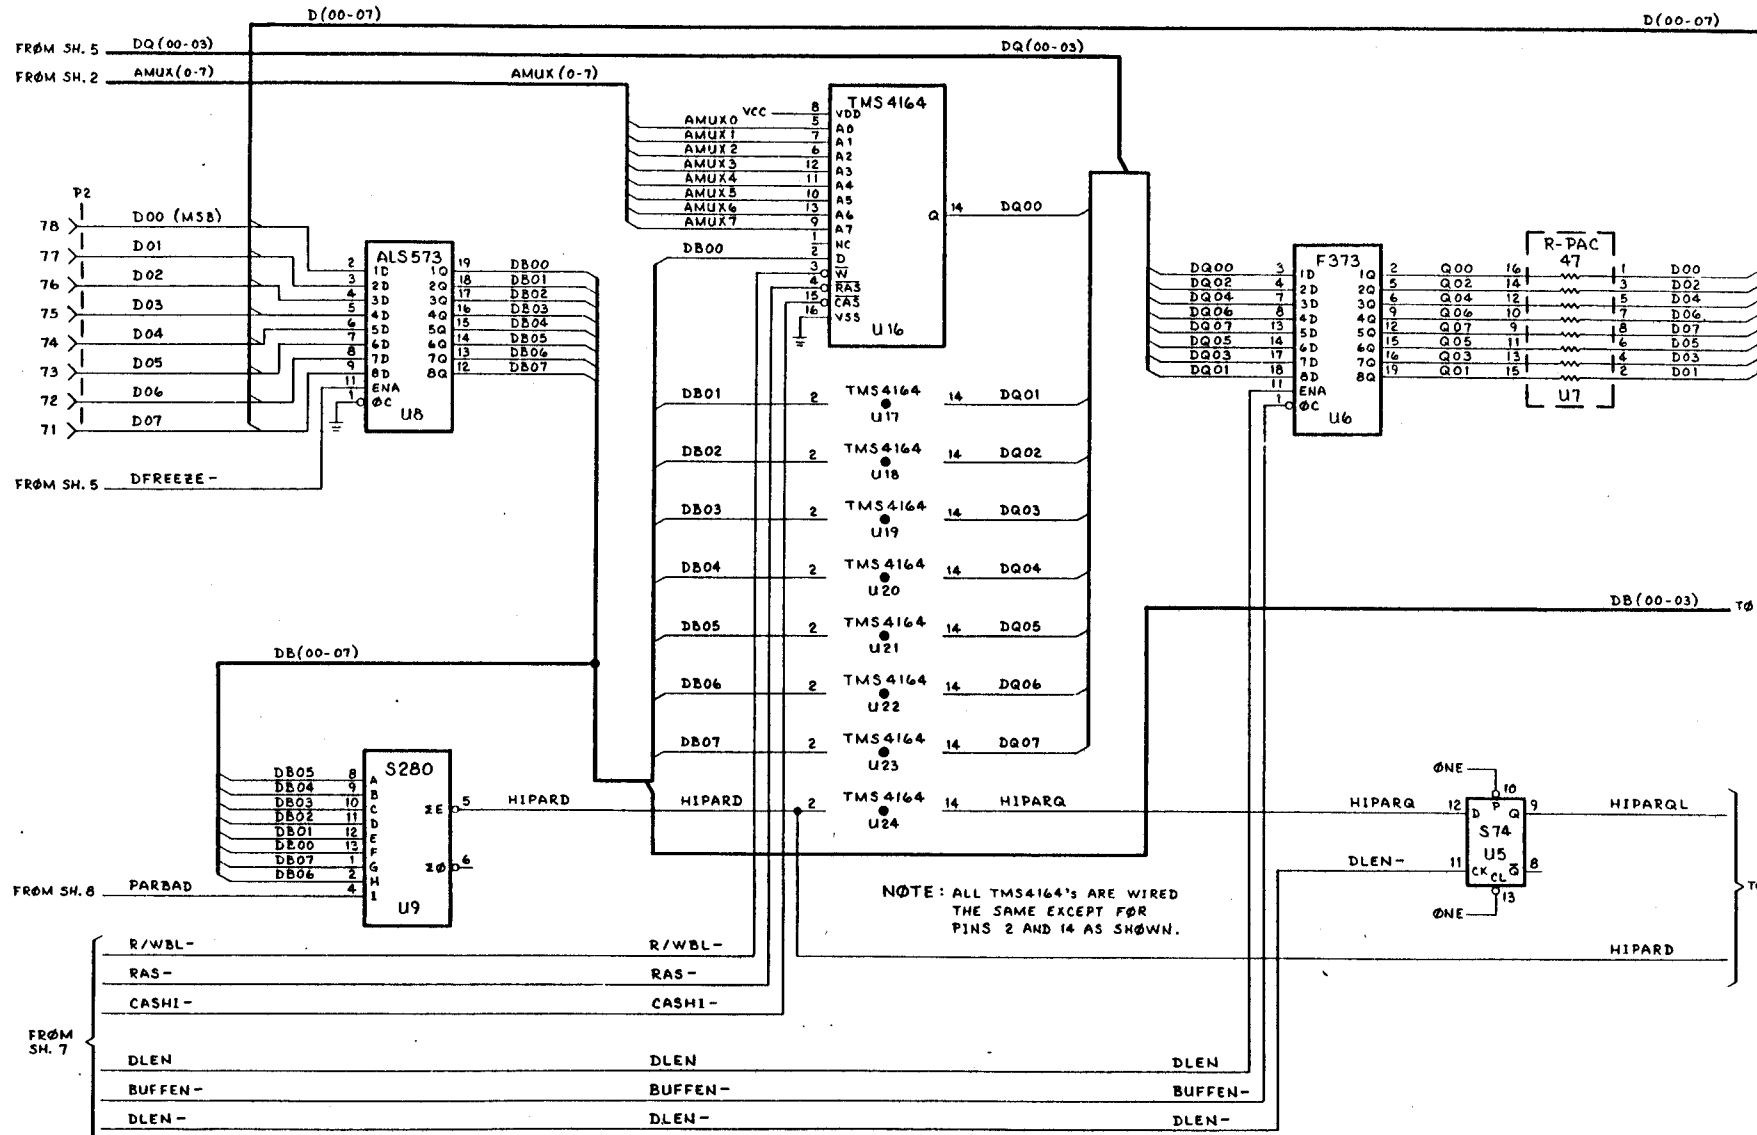 D(00-07)
D(00-07)
FRØM SH. 5
DQ(00-03)
DQ(00-03)
FRØM SH. 2
AMUX(0-7)
AMUX(0-7)
TMS4164
VCC 8 VDD
AMUX0 5 A0
AMUX1 7 A1
AMUX2 6 A2
AMUX3 12 A3
AMUX4 11 A4
AMUX5 10 A5
AMUX6 13 A6
AMUX7 9 A7
1 NC
DB00 2 D
3 W
4 RAS
15 CAS
16 VSS
U16
Q 14 DQ00
P2
78 D00 (MSB)
77 D01
76 D02
75 D03
74 D04
73 D05
72 D06
71 D07
FRØM SH. 5 DFREEZE-
ALS573
2 1D 1Q 19 DB00
3 2D 2Q 18 DB01
4 3D 3Q 17 DB02
5 4D 4Q 16 DB03
6 5D 5Q 15 DB04
7 6D 6Q 14 DB05
8 7D 7Q 13 DB06
9 8D 8Q 12 DB07
11 ENA
1 ØC
U8
DB01 2 TMS4164 14 DQ01
U17
DB02 2 TMS4164 14 DQ02
U18
DB03 2 TMS4164 14 DQ03
U19
DB04 2 TMS4164 14 DQ04
U20
DB05 2 TMS4164 14 DQ05
U21
DB06 2 TMS4164 14 DQ06
U22
DB07 2 TMS4164 14 DQ07
U23
HIPARD 2 TMS4164 14 HIPARQ
U24
F373
R-PAC
47
DQ00 3 1D 1Q 2 Q00 16 1 D00
DQ02 4 2D 2Q 5 Q02 14 3 D02
DQ04 7 3D 3Q 6 Q04 12 5 D04
DQ06 8 4D 4Q 9 Q06 10 7 D06
DQ07 13 5D 5Q 12 Q07 9 8 D07
DQ05 14 6D 6Q 15 Q05 11 6 D05
DQ03 17 7D 7Q 16 Q03 13 4 D03
DQ01 18 8D 8Q 19 Q01 15 2 D01
11 ENA
1 ØC
U6
U7
DB(00-03) TØ
DB(00-07)
S280
DB05 8 A
DB04 9 B
DB03 10 C
DB02 11 D
DB01 12 E
DB00 13 F
DB07 1 G
DB06 2 H
FRØM SH. 8 PARBAD 4 I
U9
ΣE 5 HIPARD
ΣØ 6
ØNE 10
HIPARQ 12 D P Q 9 HIPARQL
S74
U5
DLEN- 11 CK CL Q̅ 8
ØNE 13
TØ
NØTE: ALL TMS4164's ARE WIRED
THE SAME EXCEPT FØR
PINS 2 AND 14 AS SHØWN.
HIPARD
R/WBL- R/WBL-
RAS- RAS-
CASHI- CASHI-
FRØM
SH. 7
DLEN DLEN DLEN
BUFFEN- BUFFEN- BUFFEN-
DLEN- DLEN- DLEN-